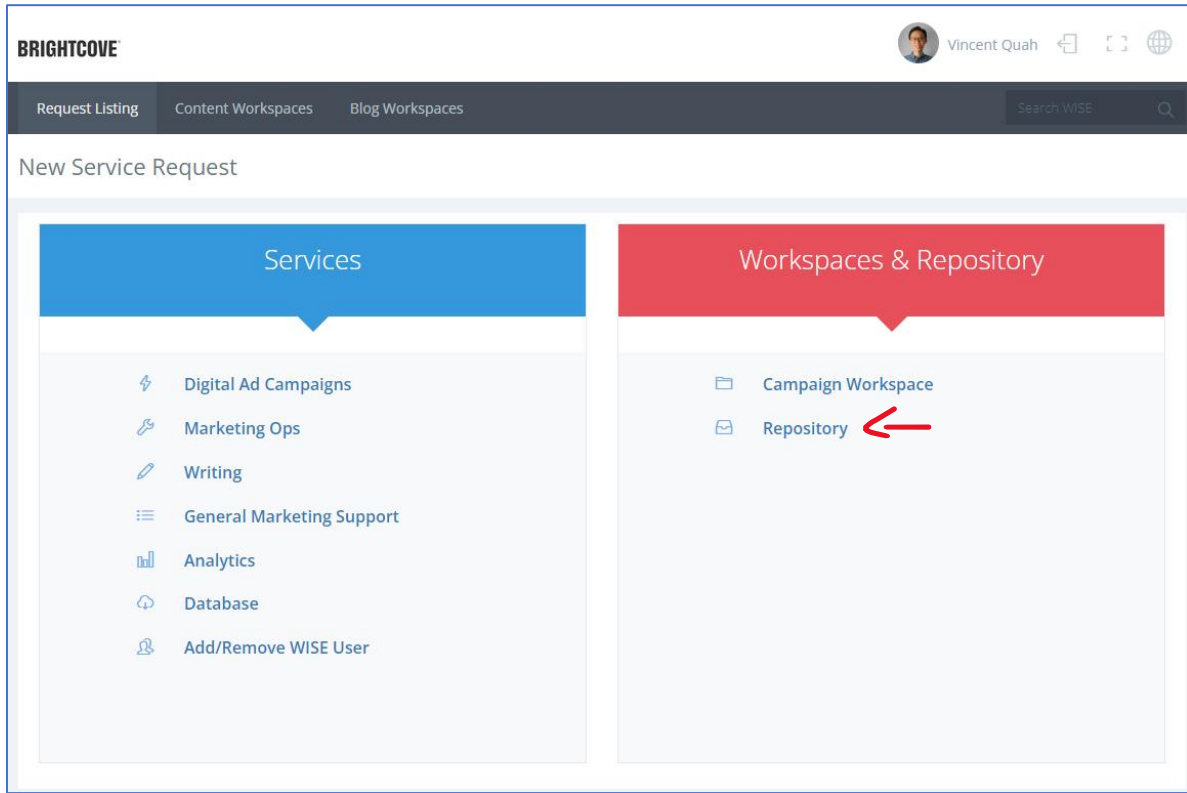 BRIGHTCOVE
Vincent Quah
Request Listing
Content Workspaces
Blog Workspaces
Search WISE
New Service Request
Services
Digital Ad Campaigns
Marketing Ops
Writing
General Marketing Support
Analytics
Database
Add/Remove WISE User
Workspaces & Repository
Campaign Workspace
Repository